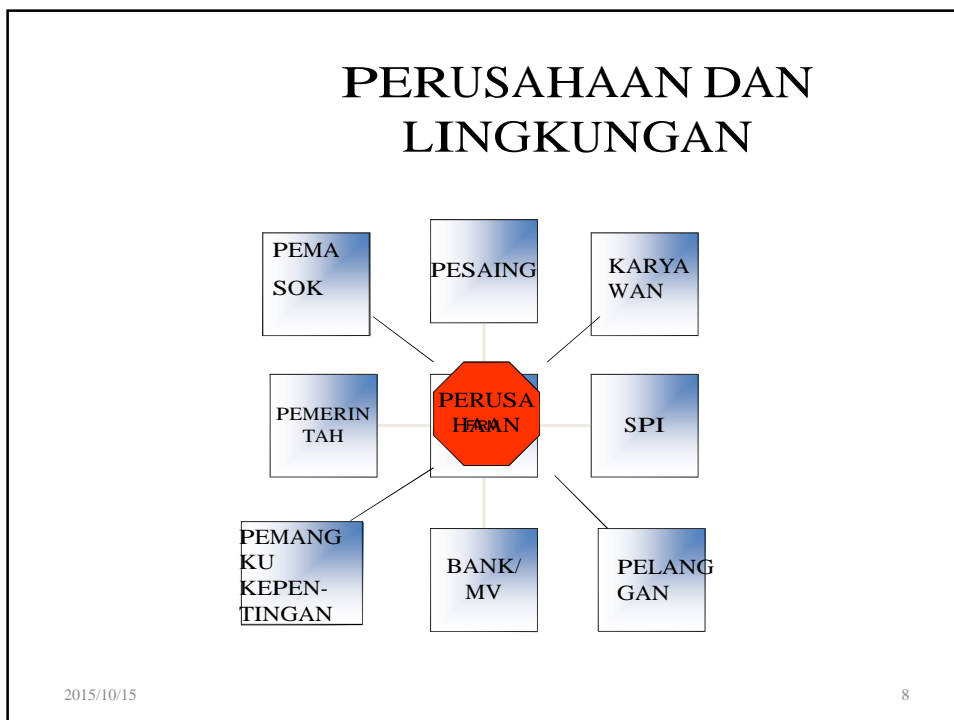 PERUSAHAAN DAN
LINGKUNGAN
PEMA
SOK
PESAING
KARYA
WAN
PEMERIN
TAH
PERUSA
HAAN
SPI
PEMANG
KU
KEPEN-
TINGAN
BANK/
MV
PELANG
GAN
2015/10/15
8